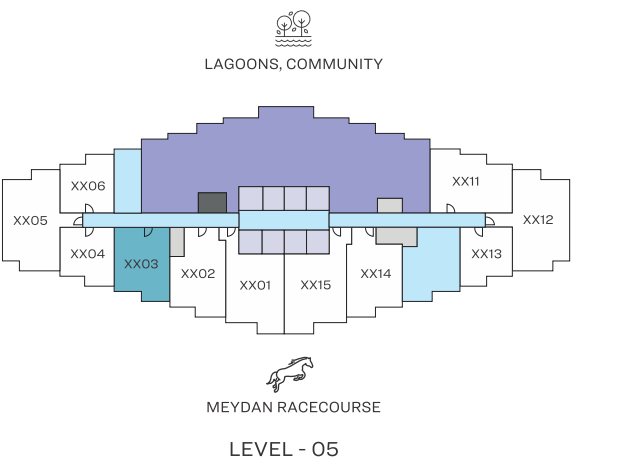 LAGOONS, COMMUNITY
XX06
XX11
XX05
XX12
XX04
XX03
XX02
XX01
XX15
XX14
XX13
MEYDAN RACECOURSE
LEVEL - 05